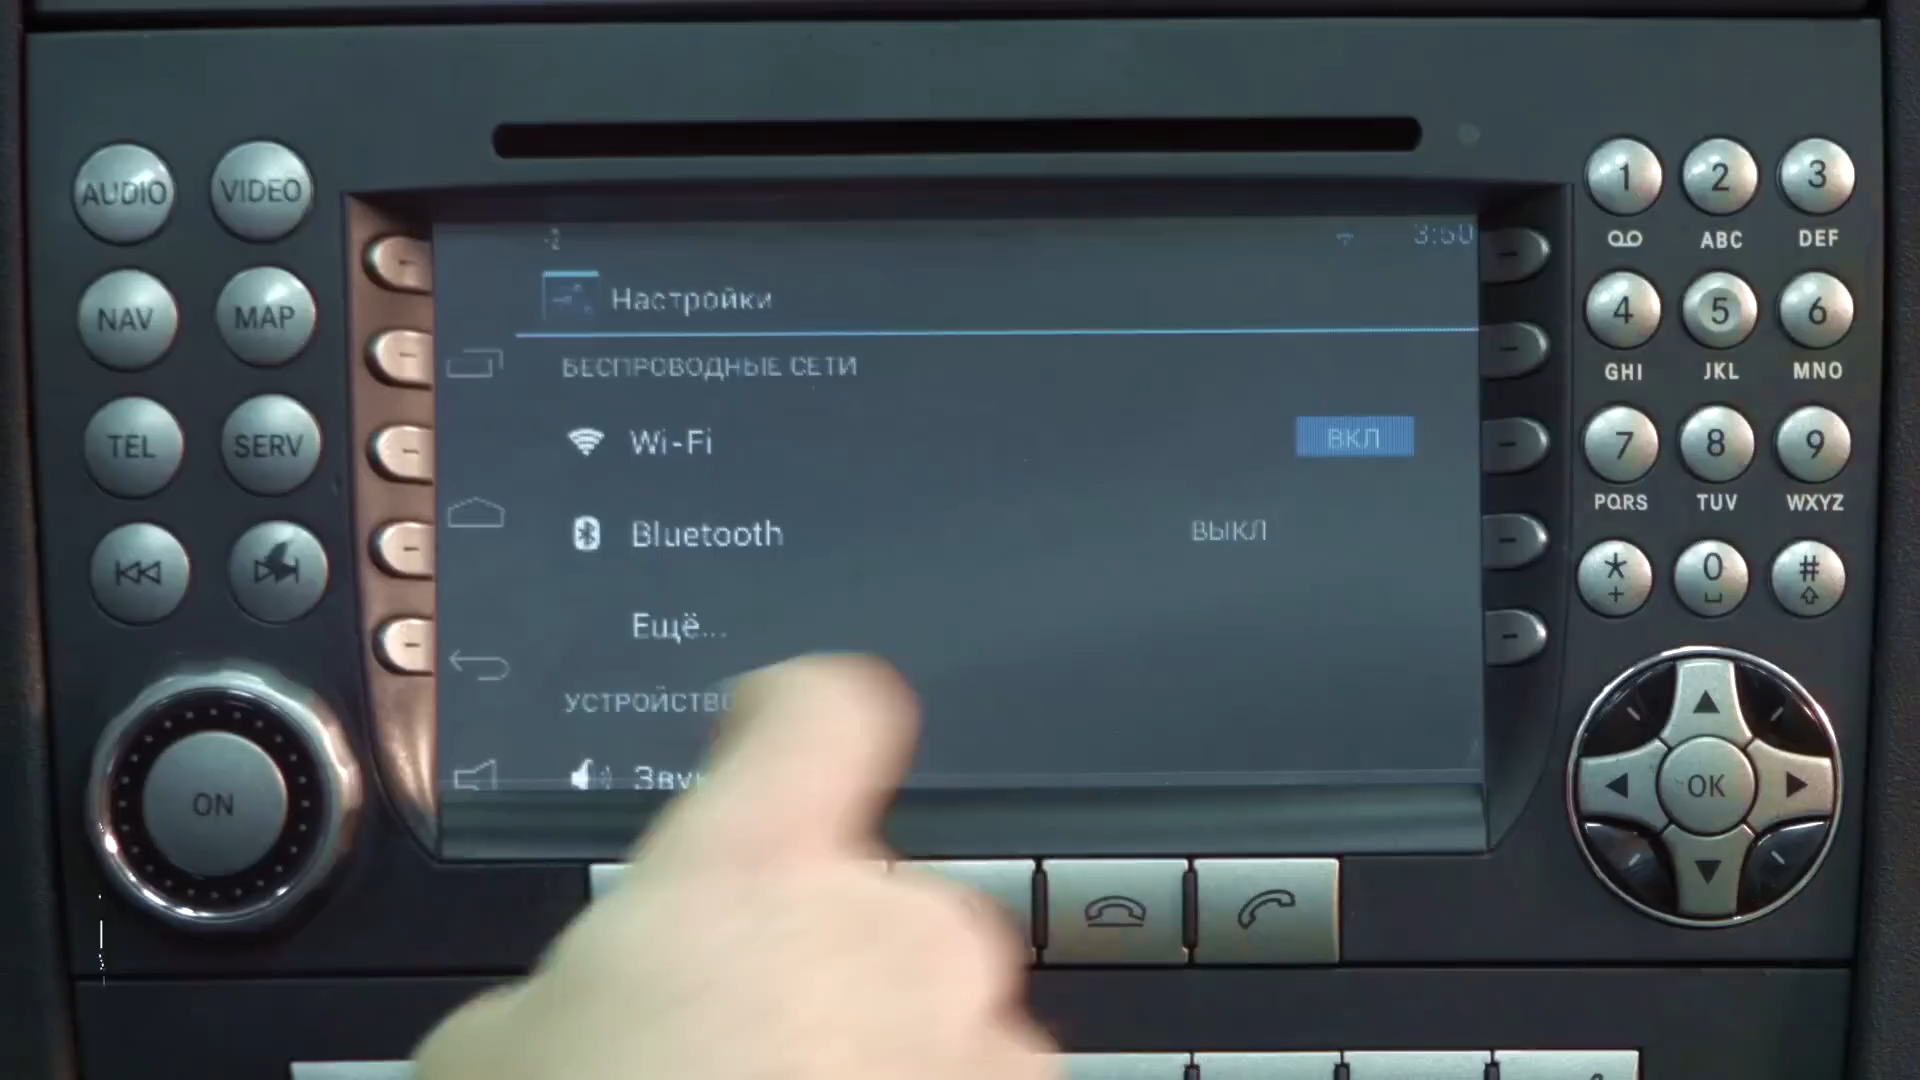 AUDIO
VIDEO
NAV
MAP
TEL
SERV
ON
3:50
Настройки
БЕСПРОВОДНЫЕ СЕТИ
Wi-Fi
ВКЛ
Bluetooth
ВЫКЛ
Ещё...
УСТРОЙСТВО
1
2
3
ABC
DEF
4
5
6
GHI
JKL
MNO
7
8
9
PQRS
TUV
WXYZ
*
0
#
+
OK